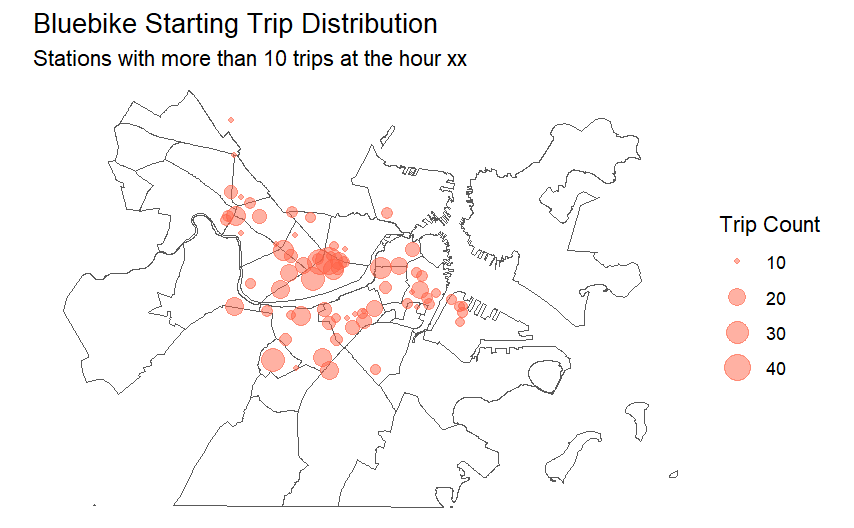 Bluebike Starting Trip Distribution
Stations with more than 10 trips at the hour xx
Trip Count
10
20
30
40